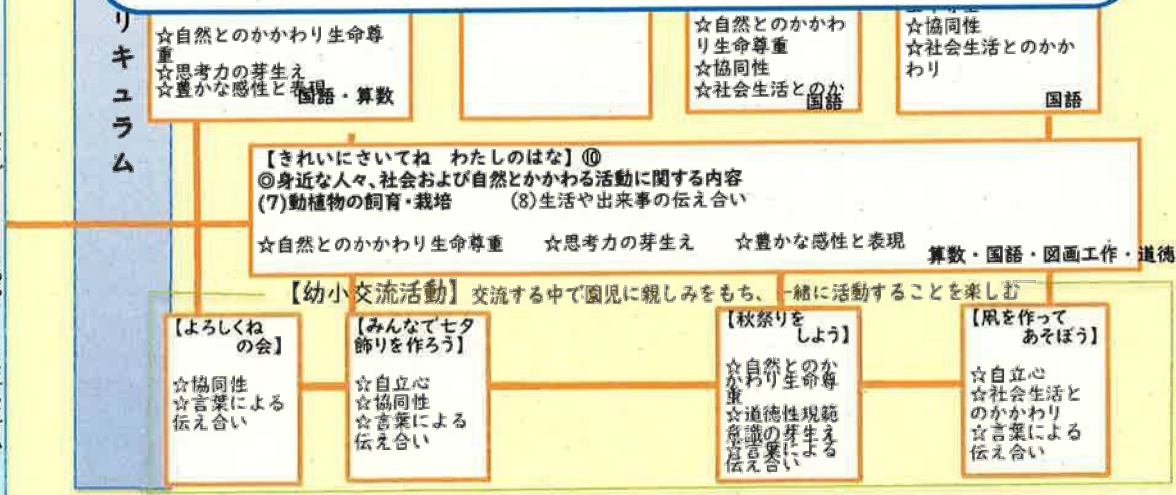 リキュラム
☆自然とのかかわり生命尊
重
☆思考力の芽生え
☆豊かな感性と表現
国語・算数
☆自然とのかかわ
り生命尊重
☆協同性
☆社会生活とのか
国語
☆協同性
☆社会生活とのかか
わり
国語
【きれいにさいてね　わたしのはな】⑩
◎身近な人々、社会および自然とかかわる活動に関する内容
(7)動植物の飼育・栽培　　(8)生活や出来事の伝え合い
☆自然とのかかわり生命尊重　☆思考力の芽生え　☆豊かな感性と表現
算数・国語・図画工作・道徳
【幼小交流活動】交流する中で園児に親しみをもち、一緒に活動することを楽しむ
【よろしくね
の会】
☆協同性
☆言葉による
伝え合い
【みんなで七夕
飾りを作ろう】
☆自立心
☆協同性
☆言葉による
伝え合い
【秋祭りを
しよう】
☆自然とのか
かわり生命尊
重
☆道徳性規範
意識の芽生え
☆言葉による
伝え合い
【凧を作って
あそぼう】
☆自立心
☆社会生活と
のかかわり
☆言葉による
伝え合い